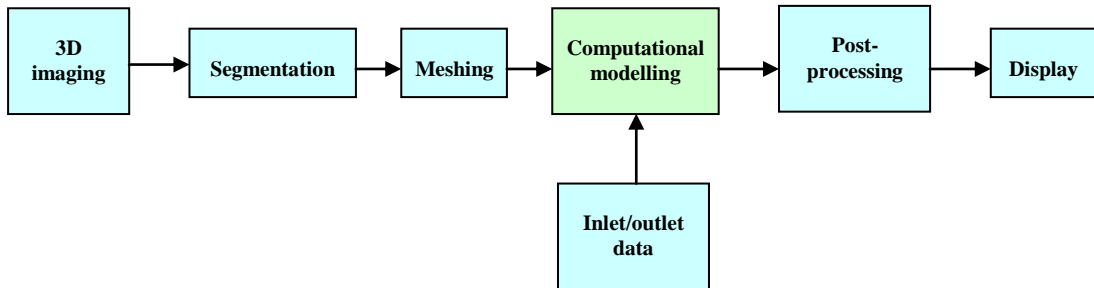 3D
imaging
Segmentation
Meshing
Computational
modelling
Post-
processing
Display
Inlet/outlet
data